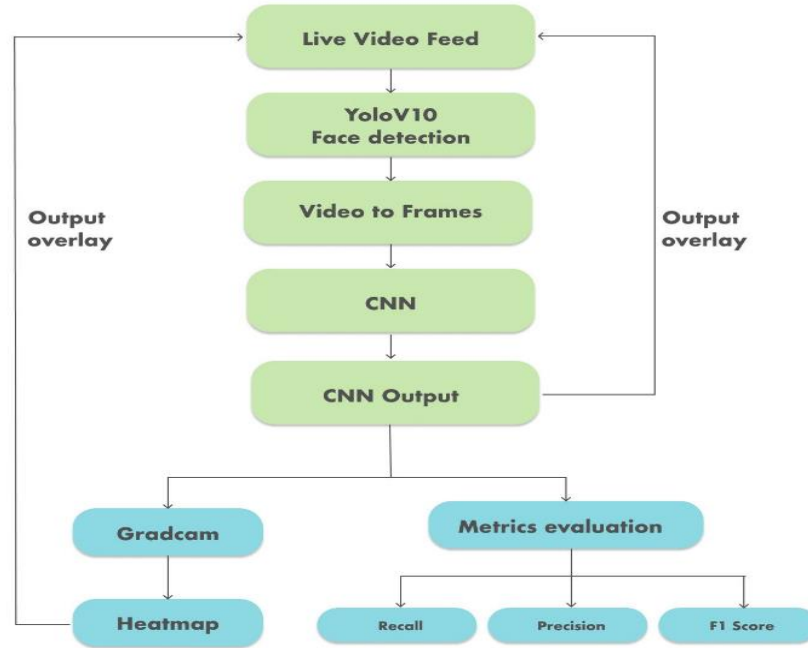 Live Video Feed
YoloV10
Face detection
Video to Frames
Output
overlay
Output
overlay
CNN
CNN Output
Gradcam
Metrics evaluation
Heatmap
Recall
Precision
F1 Score